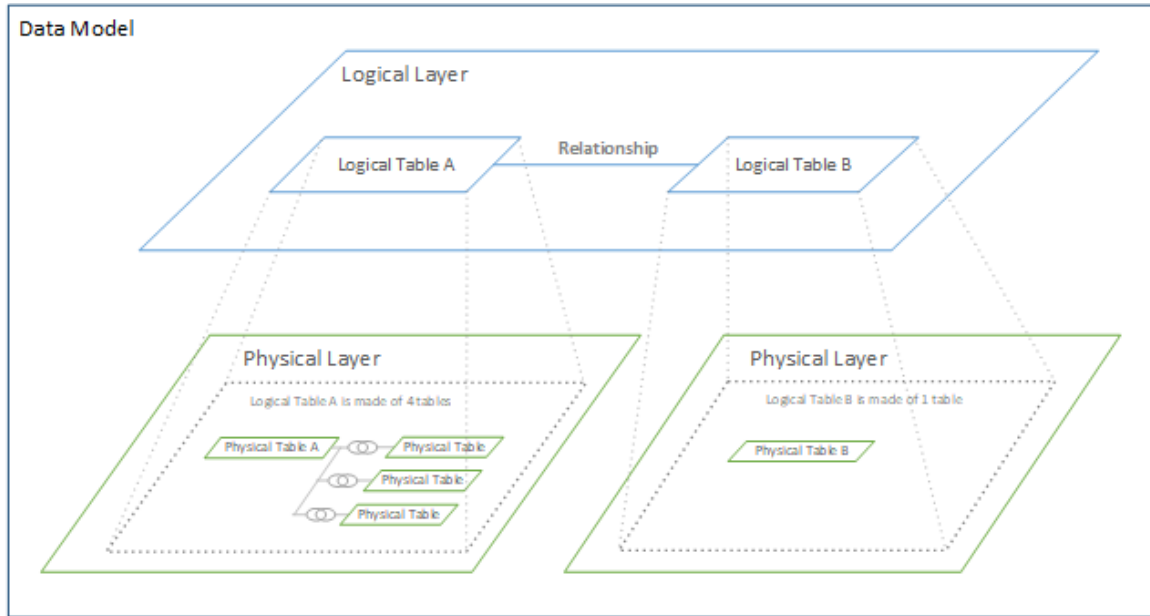 Data Model
Logical Layer
Logical Table A
Relationship
Logical Table B
Physical Layer
Logical Table A is made of 4 tables
Physical Table A
Physical Table
Physical Table
Physical Table
Physical Layer
Logical Table B is made of 1 table
Physical Table B